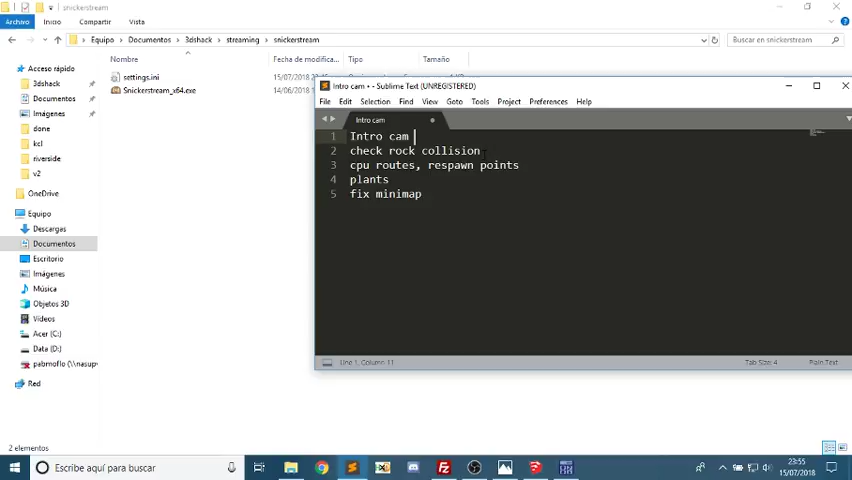 snickerstream
Archivo Inicio Compartir Vista
Equipo > Documentos > 3dshack > streaming > snickerstream
Buscar en snickerstream
Nombre Fecha de modifica... Tipo Tamaño
settings.ini
Snickerstream_x64.exe 14/06/
Acceso rápido
3dshack
Documentos
Imágenes
done
kcl
riverside
v2
OneDrive
Equipo
Descargas
Documentos
Escritorio
Imágenes
Música
Objetos 3D
Vídeos
Acer (C:)
Data (D:)
pabmoflo (\\nasupv
Red
2 elementos
Intro cam • - Sublime Text (UNREGISTERED)
File Edit Selection Find View Goto Tools Project Preferences Help
Intro cam
1 Intro cam
2 check rock collision
3 cpu routes, respawn points
4 plants
5 fix minimap
Line 1, Column 11 Tab Size: 4 Plain Text
Escribe aquí para buscar
23:55
15/07/2018